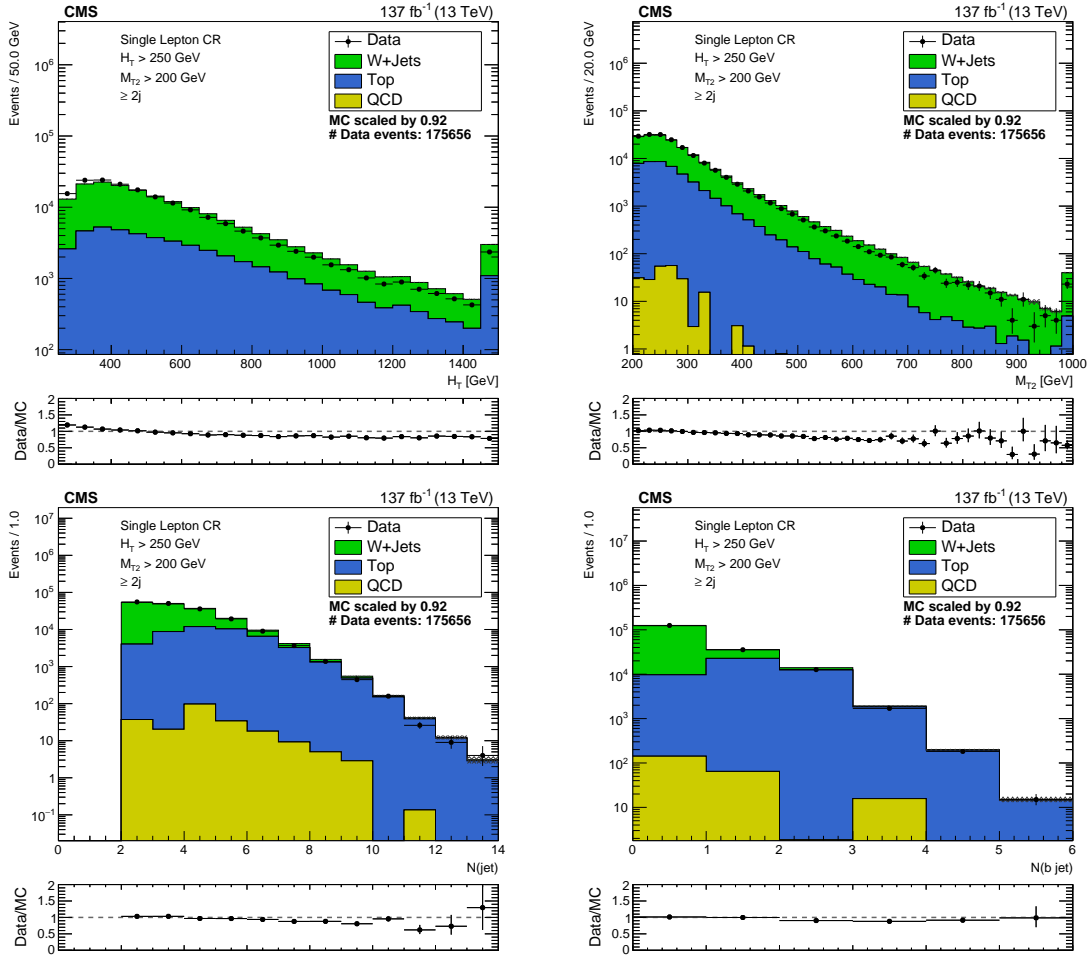 CMS
137 fb⁻¹ (13 TeV)
Events / 50.0 GeV
Single Lepton CR
H_T > 250 GeV
M_T2 > 200 GeV
≥ 2j
Data
W+Jets
Top
QCD
MC scaled by 0.92
# Data events: 175656
10⁶
10⁵
10⁴
10³
10²
400 600 800 1000 1200 1400
H_T [GeV]
Data/MC
2
1.5
1
0.5
0
CMS
137 fb⁻¹ (13 TeV)
Events / 20.0 GeV
Single Lepton CR
H_T > 250 GeV
M_T2 > 200 GeV
≥ 2j
Data
W+Jets
Top
QCD
MC scaled by 0.92
# Data events: 175656
10⁶
10⁵
10⁴
10³
10²
10
1
200 300 400 500 600 700 800 900 1000
M_T2 [GeV]
Data/MC
2
1.5
1
0.5
0
CMS
137 fb⁻¹ (13 TeV)
Events / 1.0
Single Lepton CR
H_T > 250 GeV
M_T2 > 200 GeV
≥ 2j
Data
W+Jets
Top
QCD
MC scaled by 0.92
# Data events: 175656
10⁷
10⁶
10⁵
10⁴
10³
10²
10
1
10⁻¹
0 2 4 6 8 10 12 14
N(jet)
Data/MC
2
1.5
1
0.5
0
CMS
137 fb⁻¹ (13 TeV)
Events / 1.0
Single Lepton CR
H_T > 250 GeV
M_T2 > 200 GeV
≥ 2j
Data
W+Jets
Top
QCD
MC scaled by 0.92
# Data events: 175656
10⁷
10⁶
10⁵
10⁴
10³
10²
10
0 1 2 3 4 5 6
N(b jet)
Data/MC
2
1.5
1
0.5
0